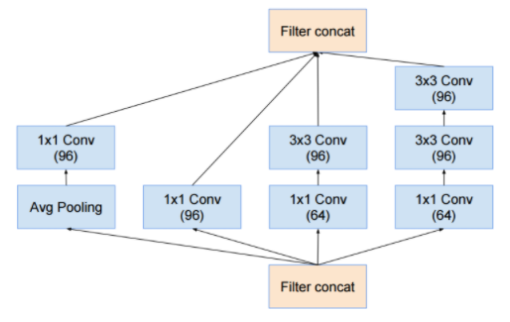 Filter concat
3x3 Conv
(96)
1x1 Conv
(96)
3x3 Conv
(96)
3x3 Conv
(96)
Avg Pooling
1x1 Conv
(96)
1x1 Conv
(64)
1x1 Conv
(64)
Filter concat